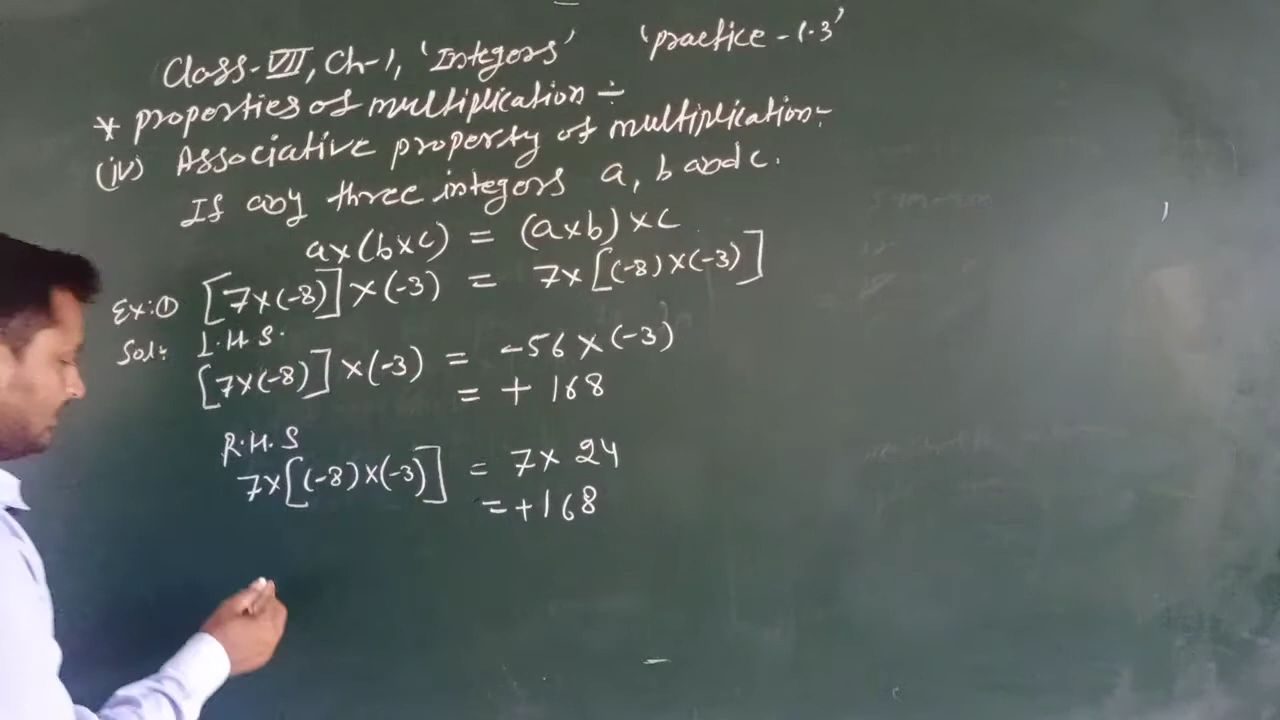 Class-VII, Ch-1, 'Integors' 'practice-1.3'
* properties of multiplication :-
(iv) Associative property of multiplication:-
If any three integors a, b and c.
a×(b×c) = (a×b)×c
Ex:① [7×(-8)]×(-3) = 7×[(-8)×(-3)]
Sol: L.H.S.
[7×(-8)]×(-3) = -56×(-3)
= +168
R.H.S
7×[(-8)×(-3)] = 7×24
=+168